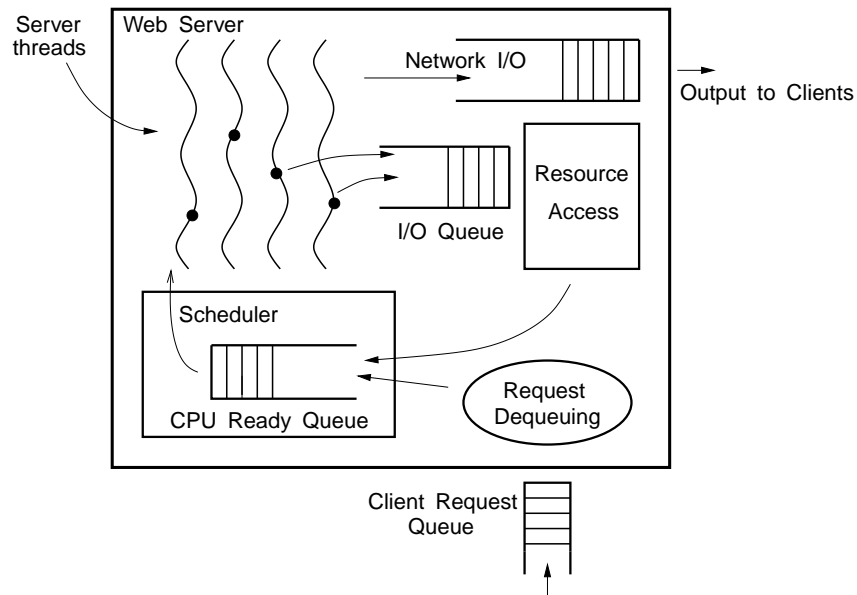 Server
threads
Web Server
Network I/O
Output to Clients
Resource
Access
I/O Queue
Scheduler
CPU Ready Queue
Request
Dequeuing
Client Request
Queue